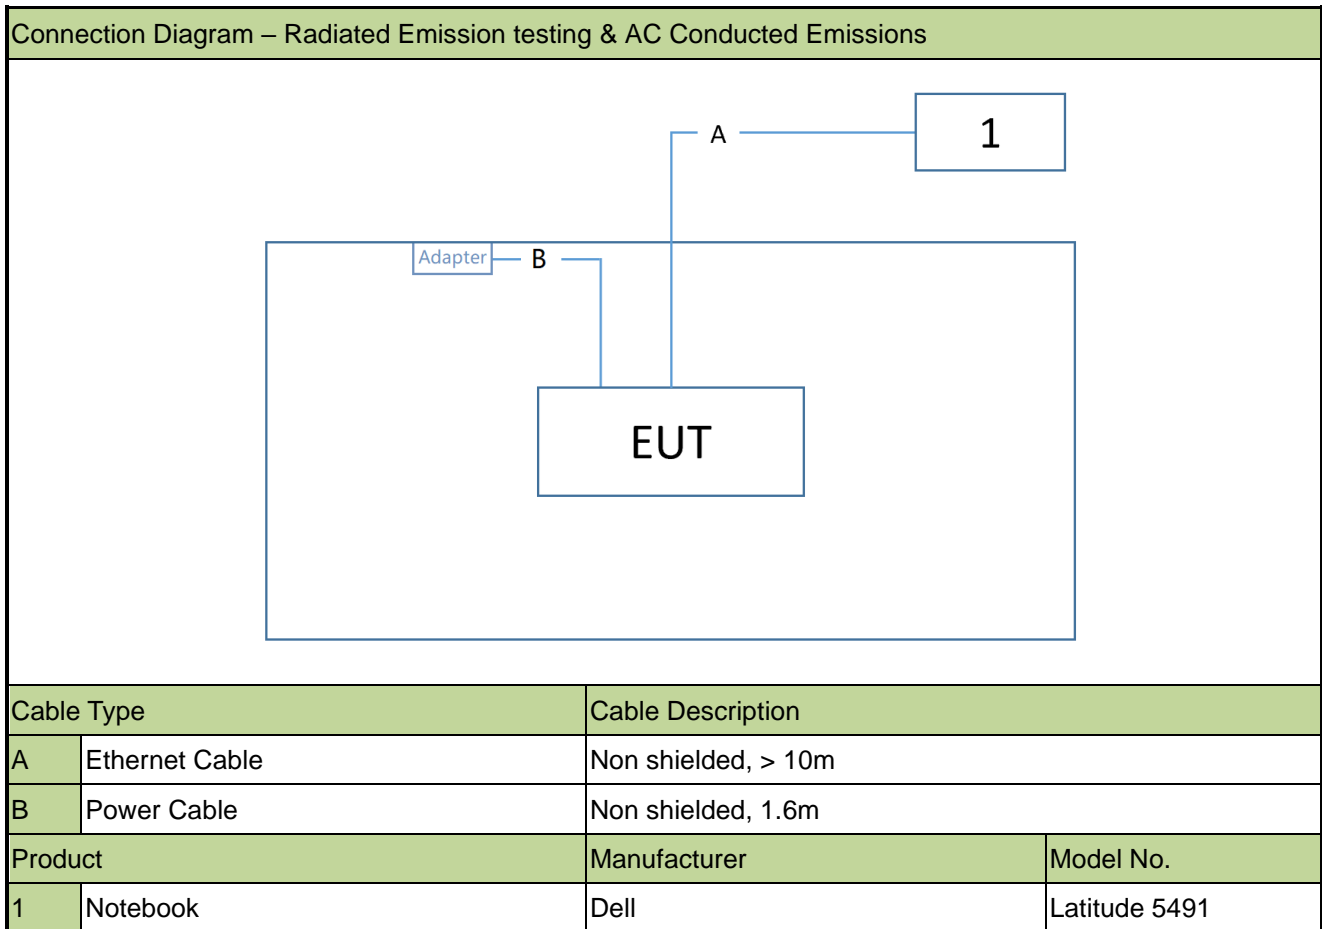 Connection Diagram – Radiated Emission testing & AC Conducted Emissions
A
1
Adapter
B
EUT
Cable Type Cable Description
A Ethernet Cable Non shielded, > 10m
B Power Cable Non shielded, 1.6m
Product Manufacturer Model No.
1 Notebook Dell Latitude 5491